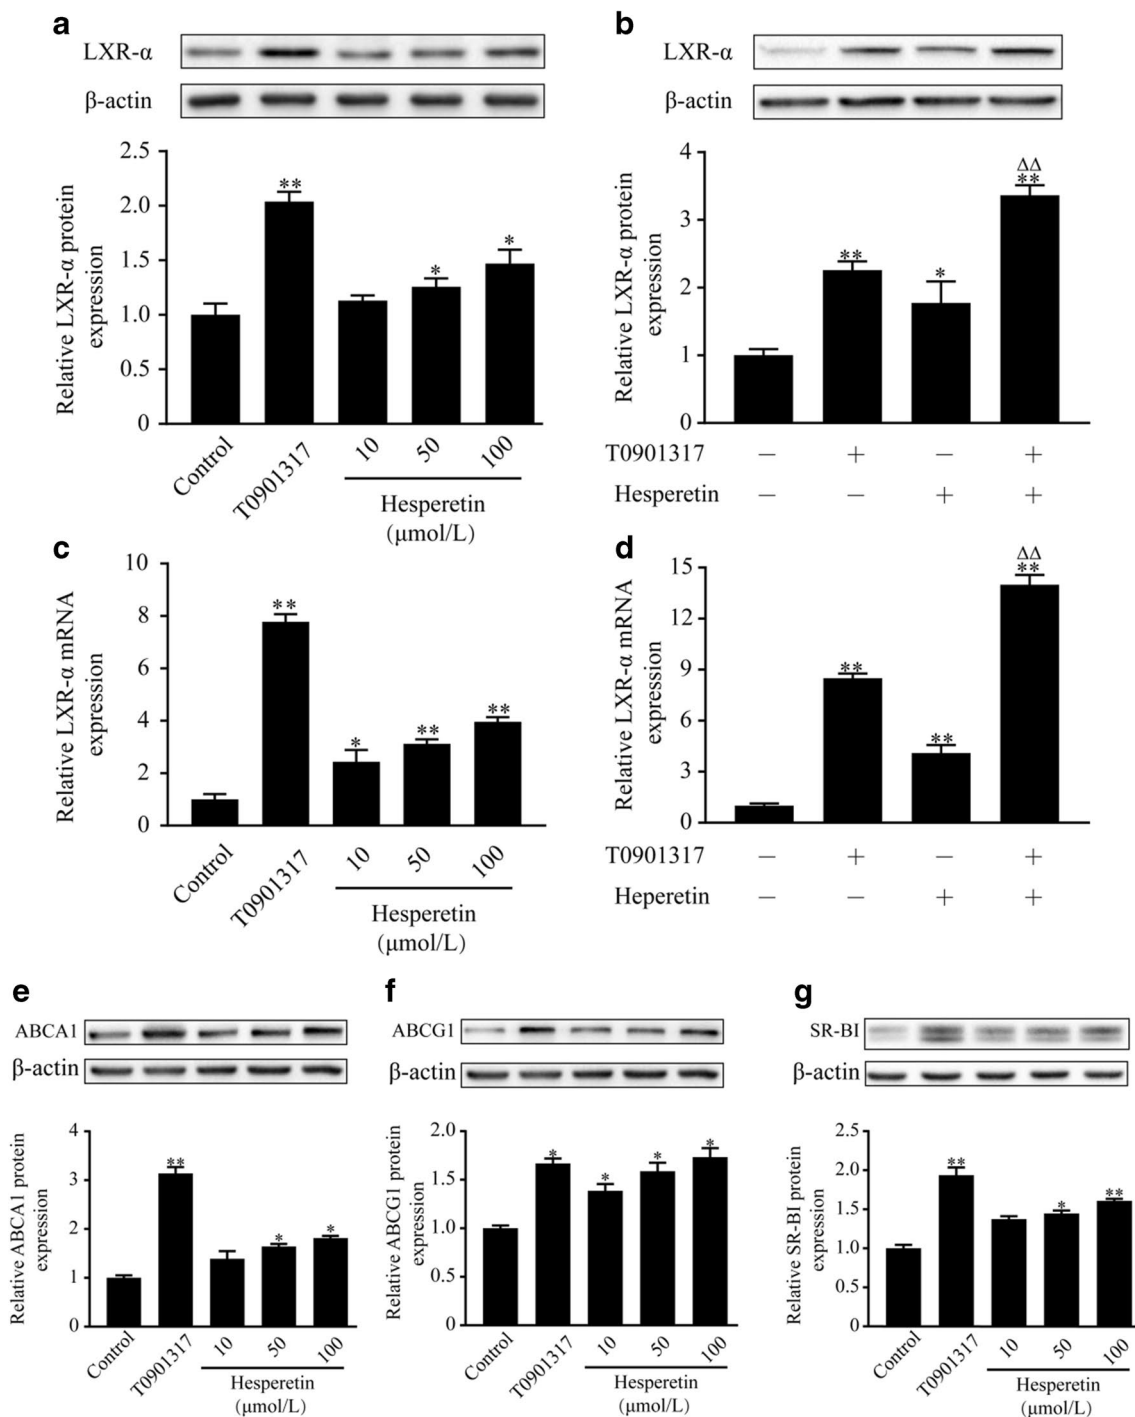 a
LXR-α
β-actin
Relative LXR-α protein
expression
2.5
2.0
1.5
1.0
0.5
0
**
*
*
Control
T0901317
10
50
100
Hesperetin
(μmol/L)
b
LXR-α
β-actin
Relative LXR-α protein
expression
4
3
2
1
0
**
*
ΔΔ
**
T0901317 − + − +
Hesperetin − − + +
c
Relative LXR-α mRNA
expression
10
8
6
4
2
0
**
*
**
**
Control
T0901317
10
50
100
Hesperetin
(μmol/L)
d
Relative LXR-α mRNA
expression
15
12
9
6
3
0
**
**
ΔΔ
**
T0901317 − + − +
Heperetin − − + +
e
ABCA1
β-actin
Relative ABCA1 protein
expression
4
3
2
1
0
**
*
*
Control
T0901317
10
50
100
Hesperetin
(μmol/L)
f
ABCG1
β-actin
Relative ABCG1 protein
expression
2.0
1.5
1.0
0.5
0
*
*
*
*
Control
T0901317
10
50
100
Hesperetin
(μmol/L)
g
SR-BI
β-actin
Relative SR-BI protein
expression
2.5
2.0
1.5
1.0
0.5
0
**
*
**
Control
T0901317
10
50
100
Hesperetin
(μmol/L)